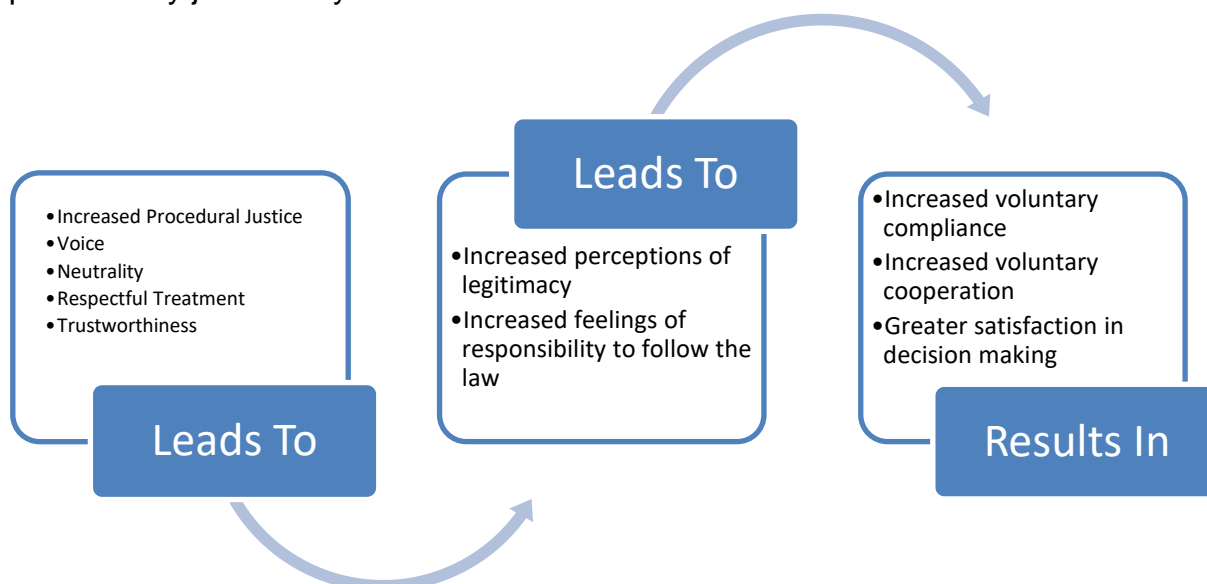 •Increased Procedural Justice
•Voice
•Neutrality
•Respectful Treatment
•Trustworthiness
Leads To
Leads To
•Increased perceptions of
legitimacy
•Increased feelings of
responsibility to follow the
law
•Increased voluntary
compliance
•Increased voluntary
cooperation
•Greater satisfaction in
decision making
Results In